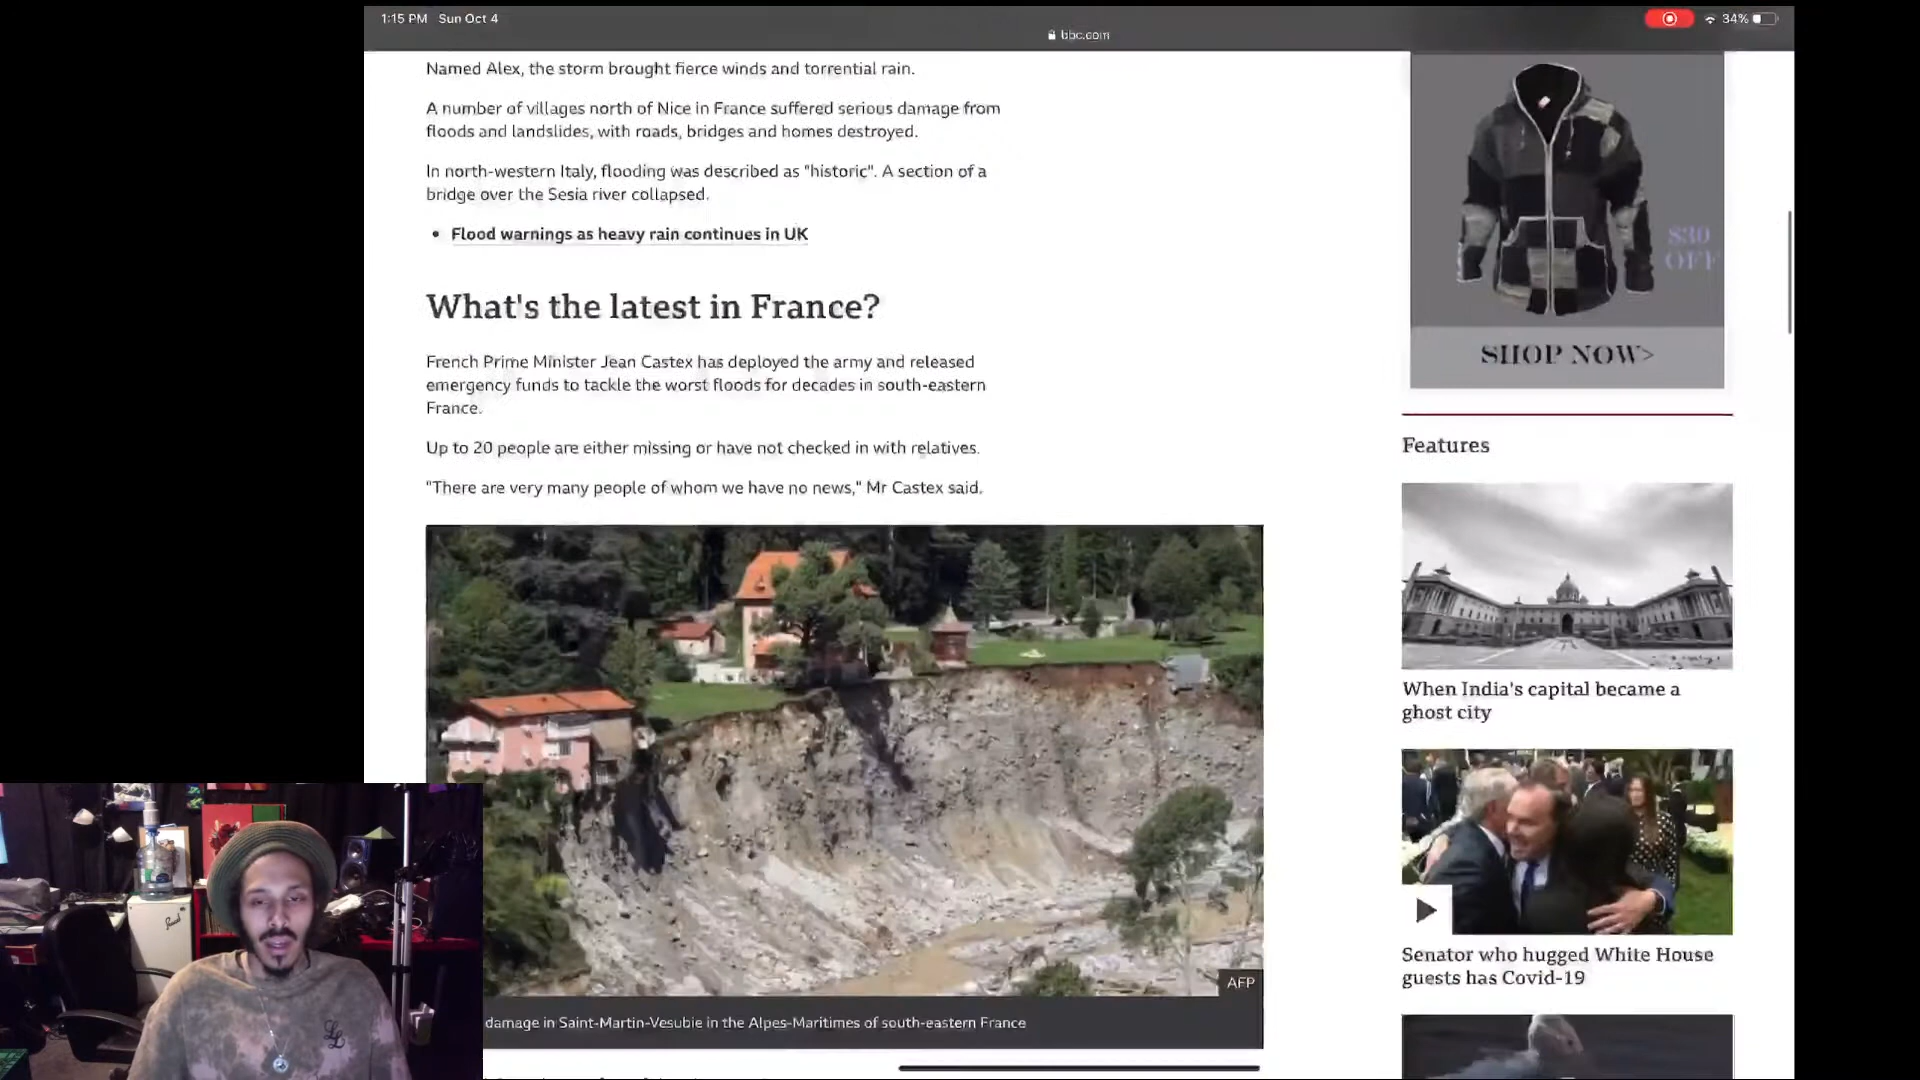 1:15 PM Sun Oct 4
34%
bbc.com
Named Alex, the storm brought fierce winds and torrential rain.
A number of villages north of Nice in France suffered serious damage from
floods and landslides, with roads, bridges and homes destroyed.
In north-western Italy, flooding was described as "historic". A section of a
bridge over the Sesia river collapsed.
• Flood warnings as heavy rain continues in UK
What's the latest in France?
French Prime Minister Jean Castex has deployed the army and released
emergency funds to tackle the worst floods for decades in south-eastern
France.
Up to 20 people are either missing or have not checked in with relatives.
"There are very many people of whom we have no news," Mr Castex said.
AFP
damage in Saint-Martin-Vesubie in the Alpes-Maritimes of south-eastern France
$30
OFF
SHOP NOW>
Features
When India's capital became a
ghost city
Senator who hugged White House
guests has Covid-19